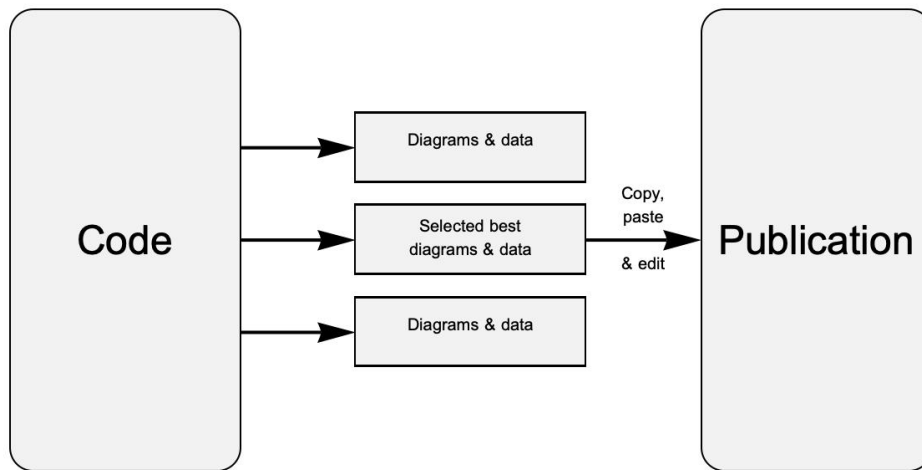 Code
Diagrams & data
Selected best
diagrams & data
Diagrams & data
Copy,
paste
& edit
Publication